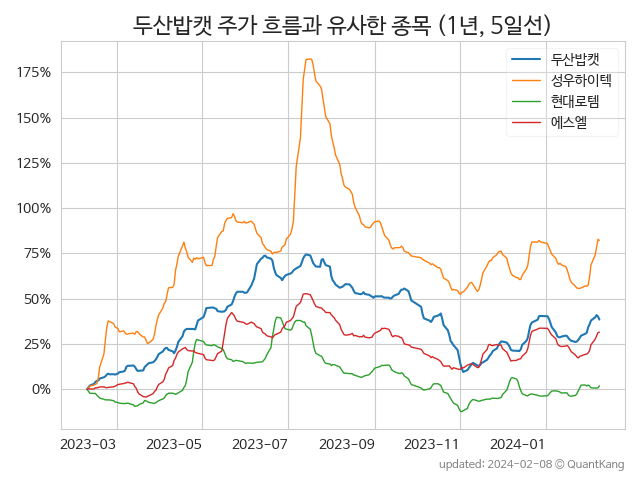 두산밥캣 주가 흐름과 유사한 종목 (1년, 5일선)
두산밥캣
성우하이텍
현대로템
에스엘
175%
150%
125%
100%
75%
50%
25%
0%
2023-03 2023-05 2023-07 2023-09 2023-11 2024-01
updated: 2024-02-08 © QuantKang